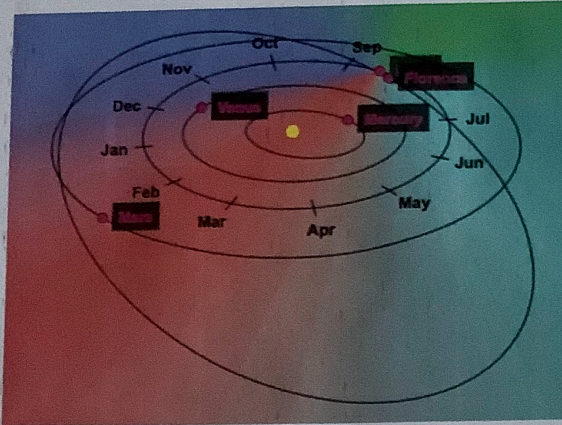 Oct
Sep
Nov
Florence
Dec
Venus
Mercury
Jul
Jan
Jun
Feb
Mars
Mar
May
Apr